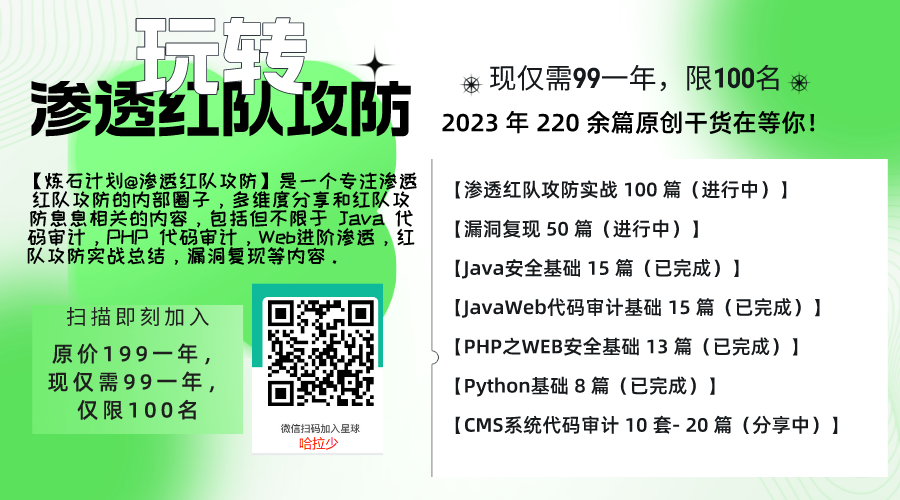 玩转
渗透红队攻防
【炼石计划@渗透红队攻防】是一个专注渗透
红队攻防的内部圈子，多维度分享和红队攻
防息息相关的内容，包括但不限于 Java 代
码审计，PHP 代码审计，Web进阶渗透，红
队攻防实战总结，漏洞复现等内容．
扫描即刻加入
原价199一年，
现仅需99一年，
仅限100名
微信扫码加入星球
哈拉少
现仅需99一年，限100名
2023 年 220 余篇原创干货在等你！
【渗透红队攻防实战 100 篇（进行中）】
【漏洞复现 50 篇（进行中）】
【Java安全基础 15 篇（已完成）】
【JavaWeb代码审计基础 15 篇（已完成）】
【PHP之WEB安全基础 13 篇（已完成）】
【Python基础 8 篇（已完成）】
【CMS系统代码审计 10 套- 20 篇（分享中）】